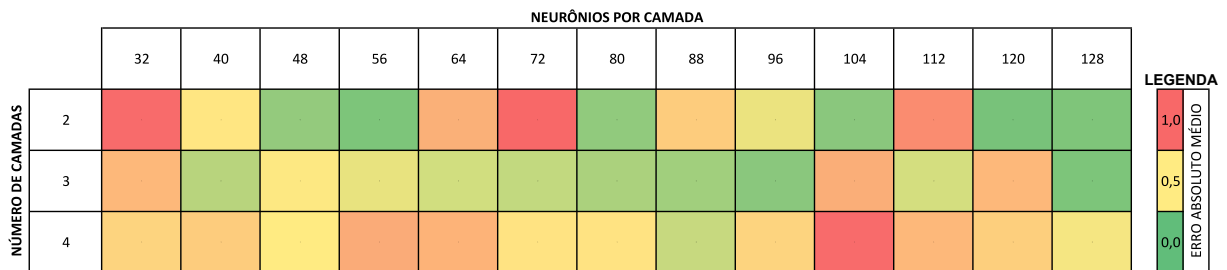 NEURÔNIOS POR CAMADA
32 40 48 56 64 72 80 88 96 104 112 120 128
NÚMERO DE CAMADAS
2
3
4
LEGENDA
1,0
0,5
0,0
ERRO ABSOLUTO MÉDIO